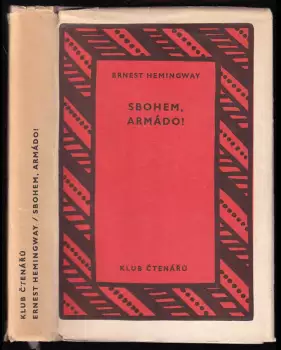 KLUB ČTENÁŘŮ
ERNEST HEMINGWAY / SBOHEM, ARMÁDO!
ERNEST HEMINGWAY
SBOHEM,
ARMÁDO!
KLUB ČTENÁŘŮ